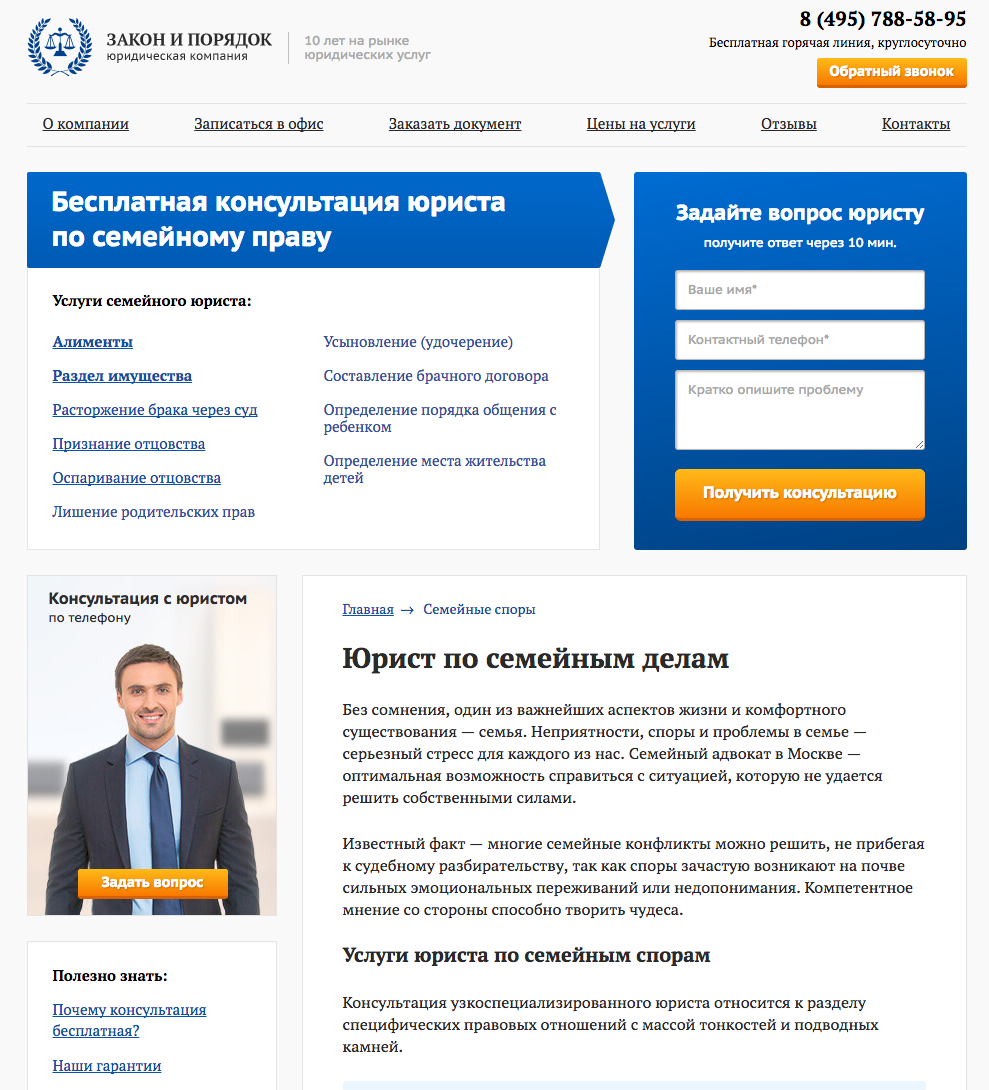 ЗАКОН И ПОРЯДОК
юридическая компания
10 лет на рынке
юридических услуг
8 (495) 788-58-95
Бесплатная горячая линия, круглосуточно
Обратный звонок
О компании
Записаться в офис
Заказать документ
Цены на услуги
Отзывы
Контакты
Бесплатная консультация юриста
по семейному праву
Услуги семейного юриста:
Алименты
Раздел имущества
Расторжение брака через суд
Признание отцовства
Оспаривание отцовства
Лишение родительских прав
Усыновление (удочерение)
Составление брачного договора
Определение порядка общения с
ребенком
Определение места жительства
детей
Задайте вопрос юристу
получите ответ через 10 мин.
Ваше имя*
Контактный телефон*
Кратко опишите проблему
Получить консультацию
Консультация с юристом
по телефону
Задать вопрос
Полезно знать:
Почему консультация
бесплатная?
Наши гарантии
Главная → Семейные споры
Юрист по семейным делам
Без сомнения, один из важнейших аспектов жизни и комфортного
существования — семья. Неприятности, споры и проблемы в семье —
серьезный стресс для каждого из нас. Семейный адвокат в Москве —
оптимальная возможность справиться с ситуацией, которую не удается
решить собственными силами.
Известный факт — многие семейные конфликты можно решить, не прибегая
к судебному разбирательству, так как споры зачастую возникают на почве
сильных эмоциональных переживаний или недопонимания. Компетентное
мнение со стороны способно творить чудеса.
Услуги юриста по семейным спорам
Консультация узкоспециализированного юриста относится к разделу
специфических правовых отношений с массой тонкостей и подводных
камней.